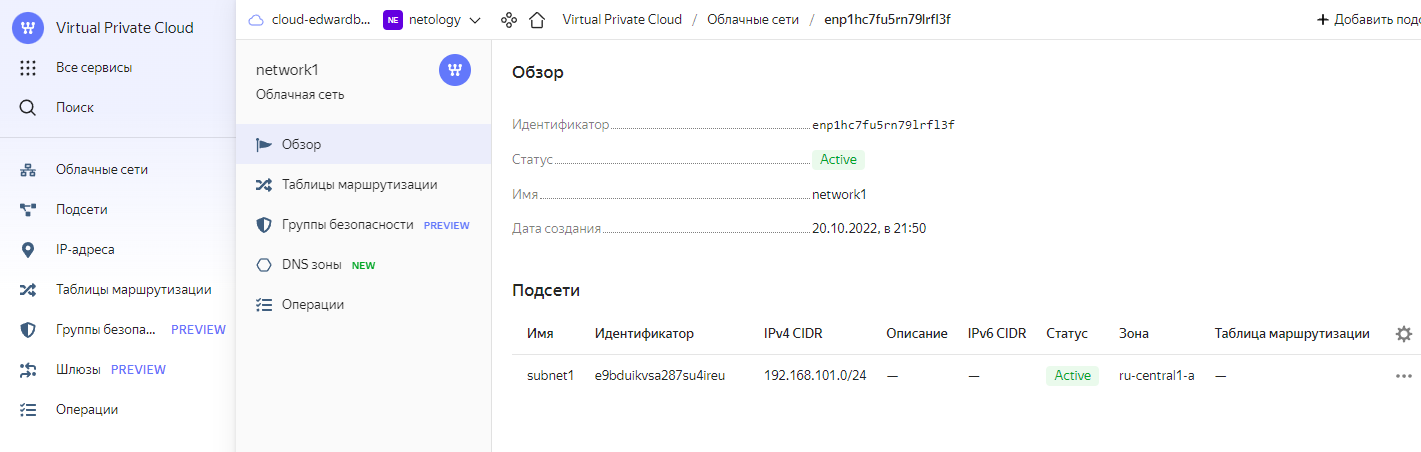 Virtual Private Cloud
Все сервисы
Поиск
Облачные сети
Подсети
IP-адреса
Таблицы маршрутизации
Группы безопа... PREVIEW
Шлюзы PREVIEW
Операции
cloud-edwardb... NE netology Virtual Private Cloud / Облачные сети / enp1hc7fu5rn79lrfl3f + Добавить подс
network1
Облачная сеть
Обзор
Таблицы маршрутизации
Группы безопасности PREVIEW
DNS зоны NEW
Операции
Обзор
Идентификатор enp1hc7fu5rn79lrfl3f
Статус Active
Имя network1
Дата создания 20.10.2022, в 21:50
Подсети
Имя Идентификатор IPv4 CIDR Описание IPv6 CIDR Статус Зона Таблица маршрутизации
subnet1 e9bduikvsa287su4ireu 192.168.101.0/24 — — Active ru-central1-a —